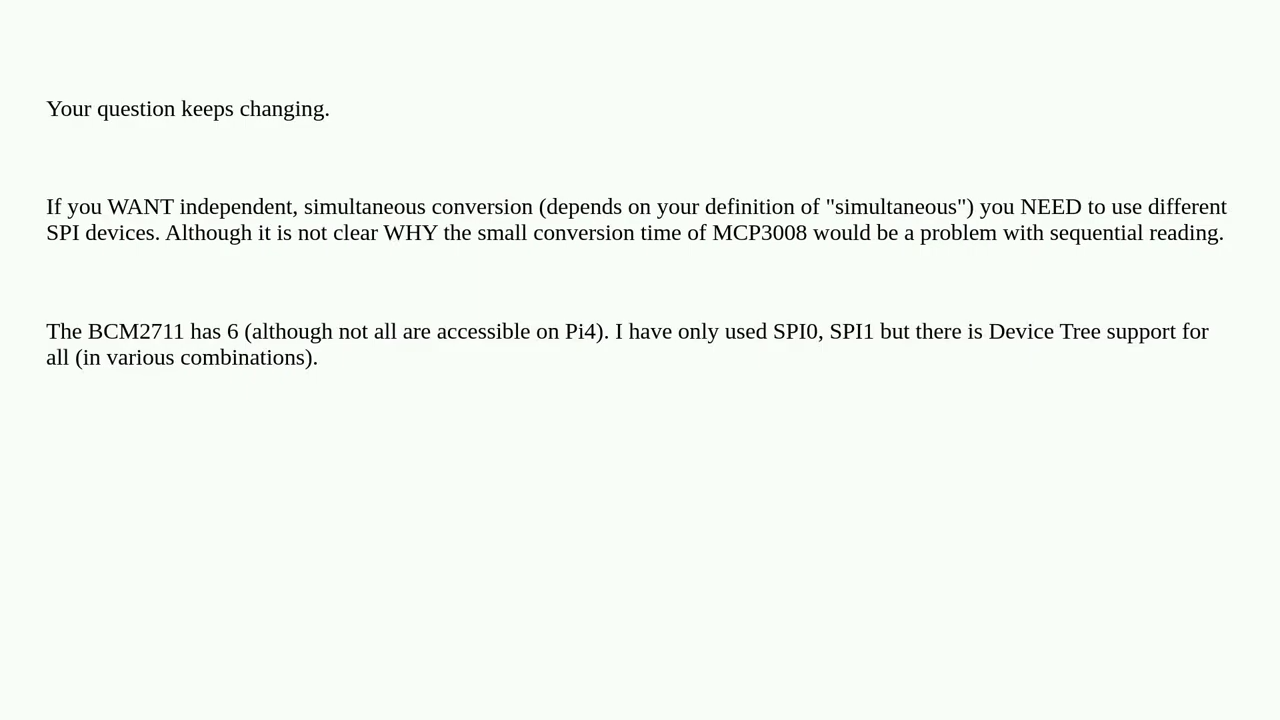 Your question keeps changing.
If you WANT independent, simultaneous conversion (depends on your definition of "simultaneous") you NEED to use different
SPI devices. Although it is not clear WHY the small conversion time of MCP3008 would be a problem with sequential reading.
The BCM2711 has 6 (although not all are accessible on Pi4). I have only used SPI0, SPI1 but there is Device Tree support for
all (in various combinations).